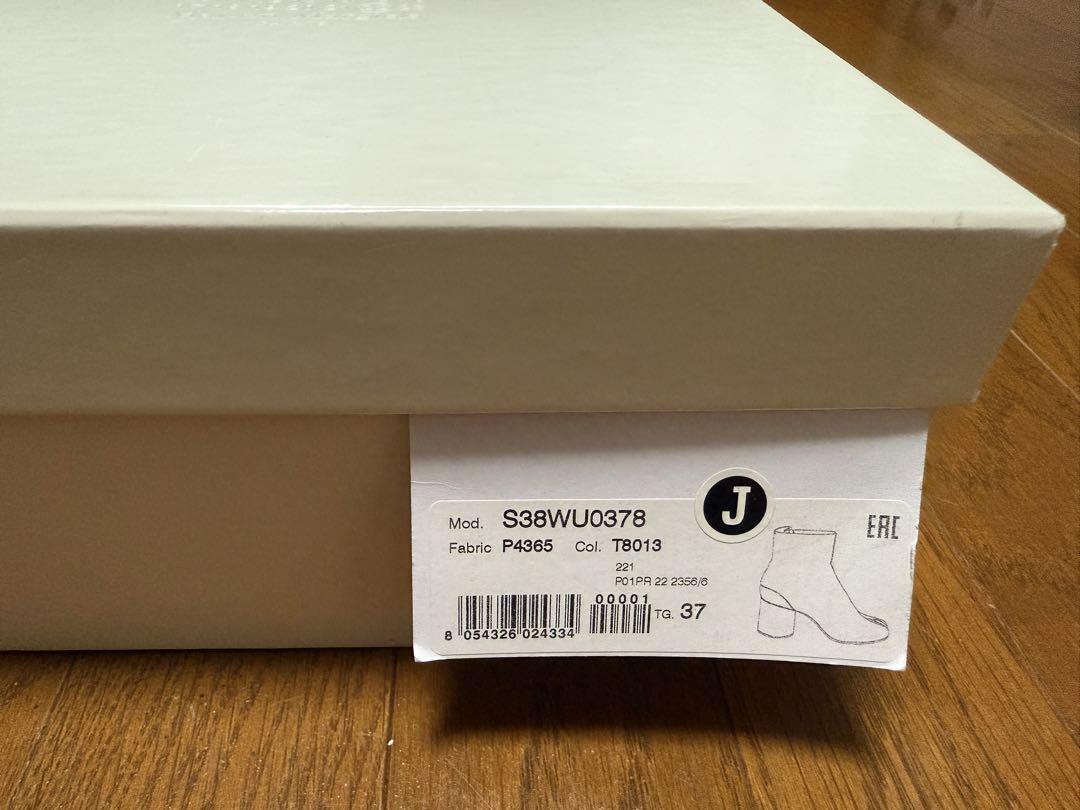 J
Mod. S38WU0378
EAC
Fabric P4365 Col. T8013
221
P01PR 22 2356/6
00001
TG. 37
8 054326 024334